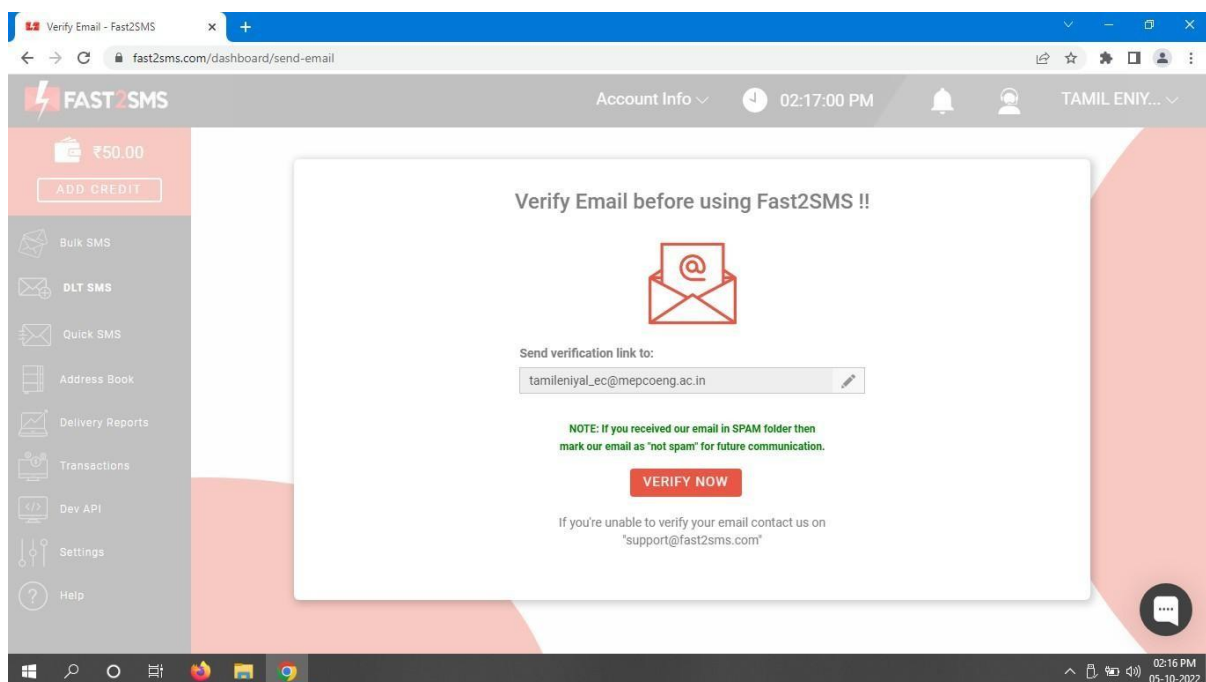 Verify Email - Fast2SMS
fast2sms.com/dashboard/send-email
FAST2SMS
Account Info
02:17:00 PM
TAMIL ENIY...
₹50.00
ADD CREDIT
Bulk SMS
DLT SMS
Quick SMS
Address Book
Delivery Reports
Transactions
Dev API
Settings
Help
Verify Email before using Fast2SMS !!
@
Send verification link to:
tamileniyal_ec@mepcoeng.ac.in
NOTE: If you received our email in SPAM folder then
mark our email as "not spam" for future communication.
VERIFY NOW
If you're unable to verify your email contact us on
"support@fast2sms.com"
02:16 PM
05-10-2022